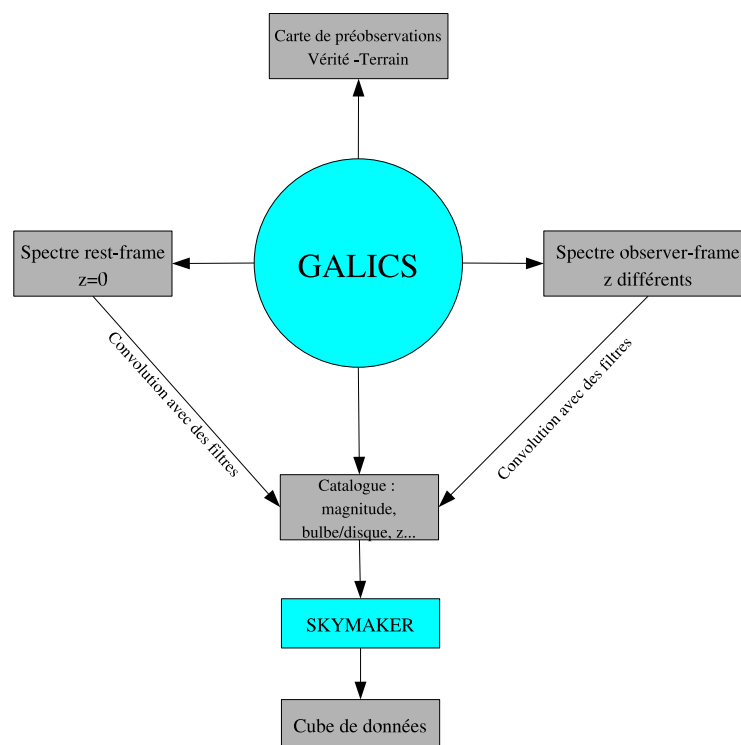 Carte de préobservations
Vérité -Terrain
Spectre rest-frame
z=0
GALICS
Spectre observer-frame
z différents
Convolution avec des filtres
Convolution avec des filtres
Catalogue :
magnitude,
bulbe/disque, z...
SKYMAKER
Cube de données